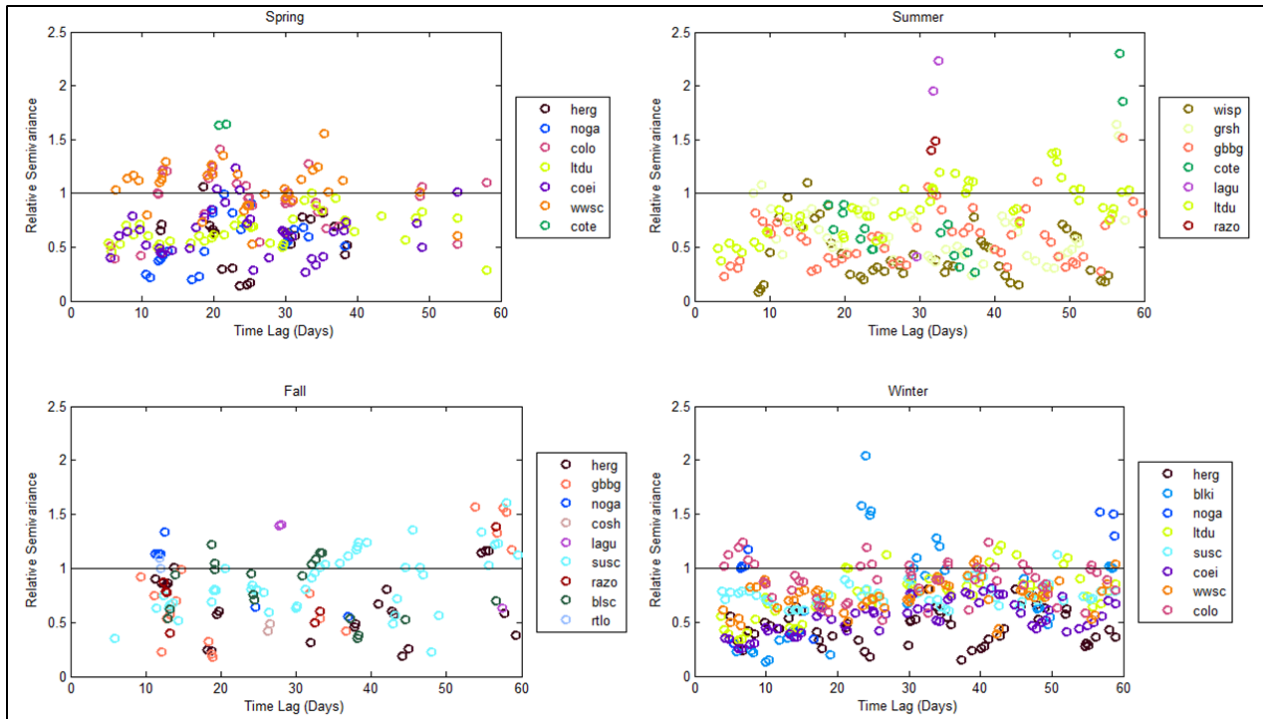 Spring
2.5
2
1.5
1
0.5
0
Relative Semivariance
0 10 20 30 40 50 60
Time Lag (Days)
herg
noga
colo
ltdu
coei
wwsc
cote
Summer
2.5
2
1.5
1
0.5
0
Relative Semivariance
0 10 20 30 40 50 60
Time Lag (Days)
wisp
grsh
gbbg
cote
lagu
ltdu
razo
Fall
2.5
2
1.5
1
0.5
0
Relative Semivariance
0 10 20 30 40 50 60
Time Lag (Days)
herg
gbbg
noga
cosh
lagu
susc
razo
blsc
rtlo
Winter
2.5
2
1.5
1
0.5
0
Relative Semivariance
0 10 20 30 40 50 60
Time Lag (Days)
herg
blki
noga
ltdu
susc
coei
wwsc
colo